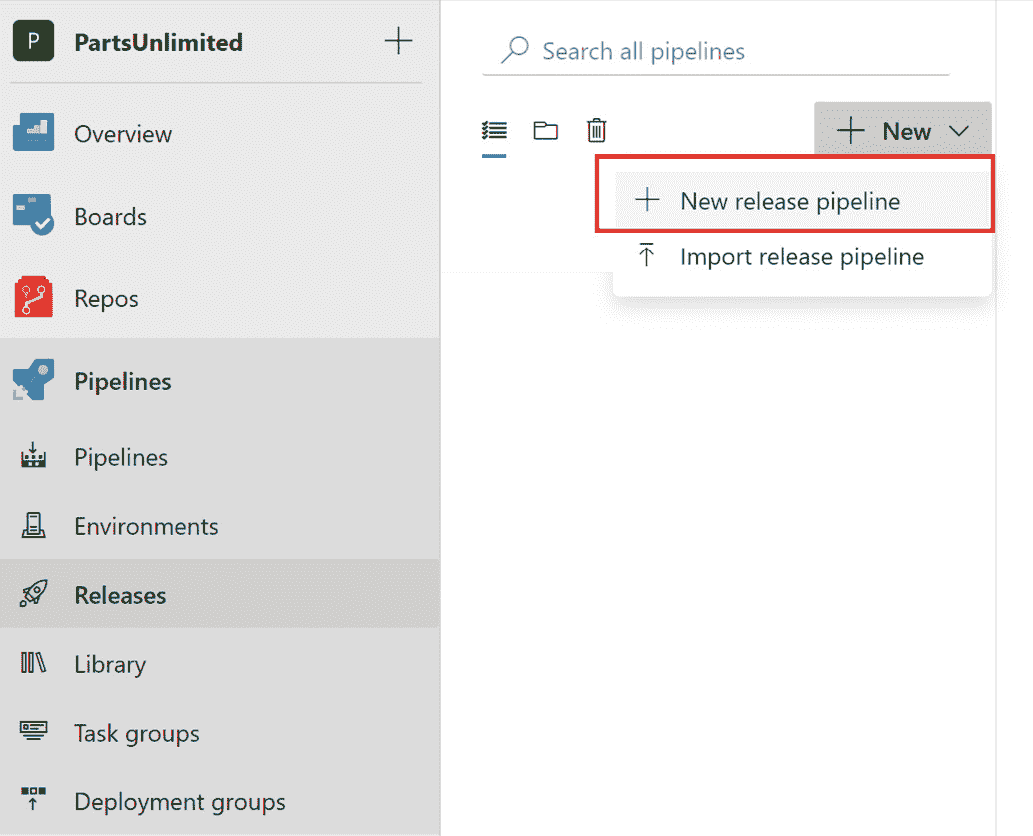 P
PartsUnlimited
Overview
Boards
Repos
Pipelines
Pipelines
Environments
Releases
Library
Task groups
Deployment groups
Search all pipelines
New
New release pipeline
Import release pipeline